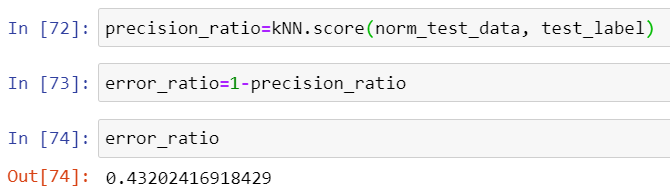 In [72]: precision_ratio=kNN.score(norm_test_data, test_label)
In [73]: error_ratio=1-precision_ratio
In [74]: error_ratio
Out[74]: 0.43202416918429